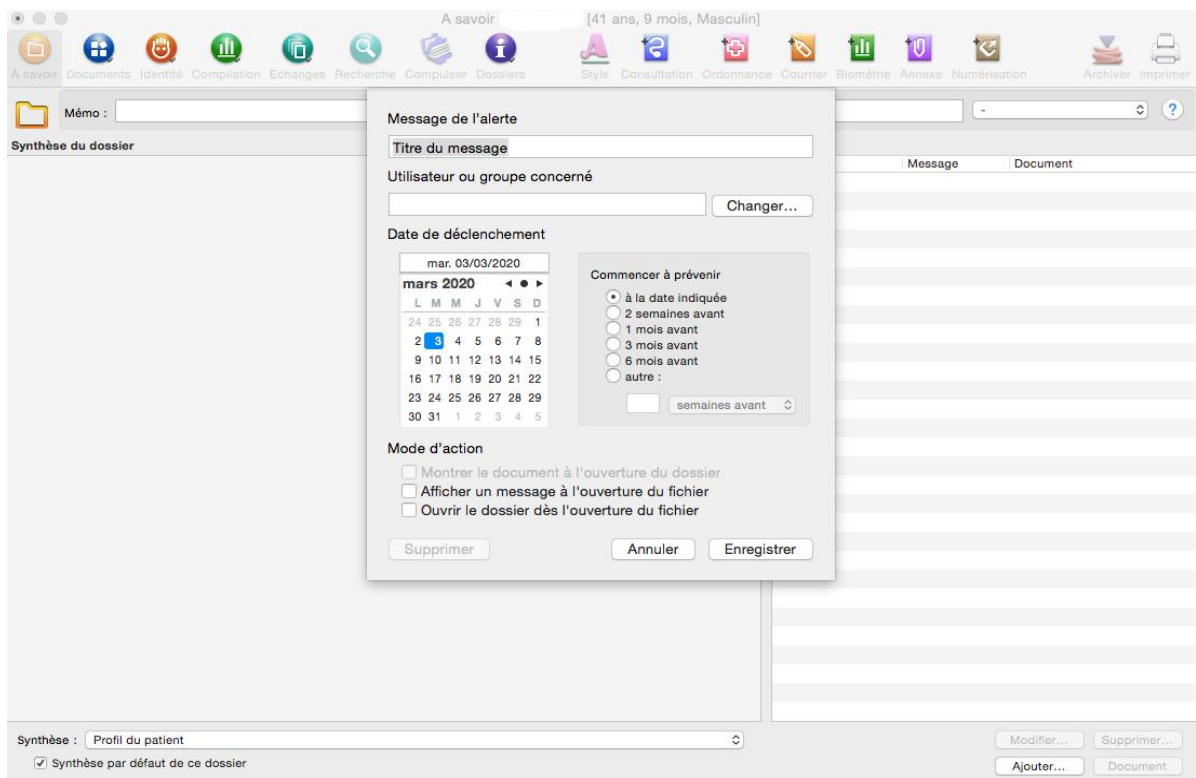 A savoir [41 ans, 9 mois, Masculin]
A savoir Documents Identité Compilation Echanges Recherche Compulser Dossiers Style Consultation Ordonnance Courrier Biométrie Annexe Numérisation Archiver Imprimer
Mémo : - ?
Synthèse du dossier
Message Document
Message de l'alerte
Titre du message
Utilisateur ou groupe concerné
Changer...
Date de déclenchement
mar. 03/03/2020
mars 2020
L M M J V S D
24 25 26 27 28 29 1
2 3 4 5 6 7 8
9 10 11 12 13 14 15
16 17 18 19 20 21 22
23 24 25 26 27 28 29
30 31 1 2 3 4 5
Commencer à prévenir
à la date indiquée
2 semaines avant
1 mois avant
3 mois avant
6 mois avant
autre :
semaines avant
Mode d'action
Montrer le document à l'ouverture du dossier
Afficher un message à l'ouverture du fichier
Ouvrir le dossier dès l'ouverture du fichier
Supprimer Annuler Enregistrer
Synthèse : Profil du patient
Modifier... Supprimer...
Synthèse par défaut de ce dossier
Ajouter... Document